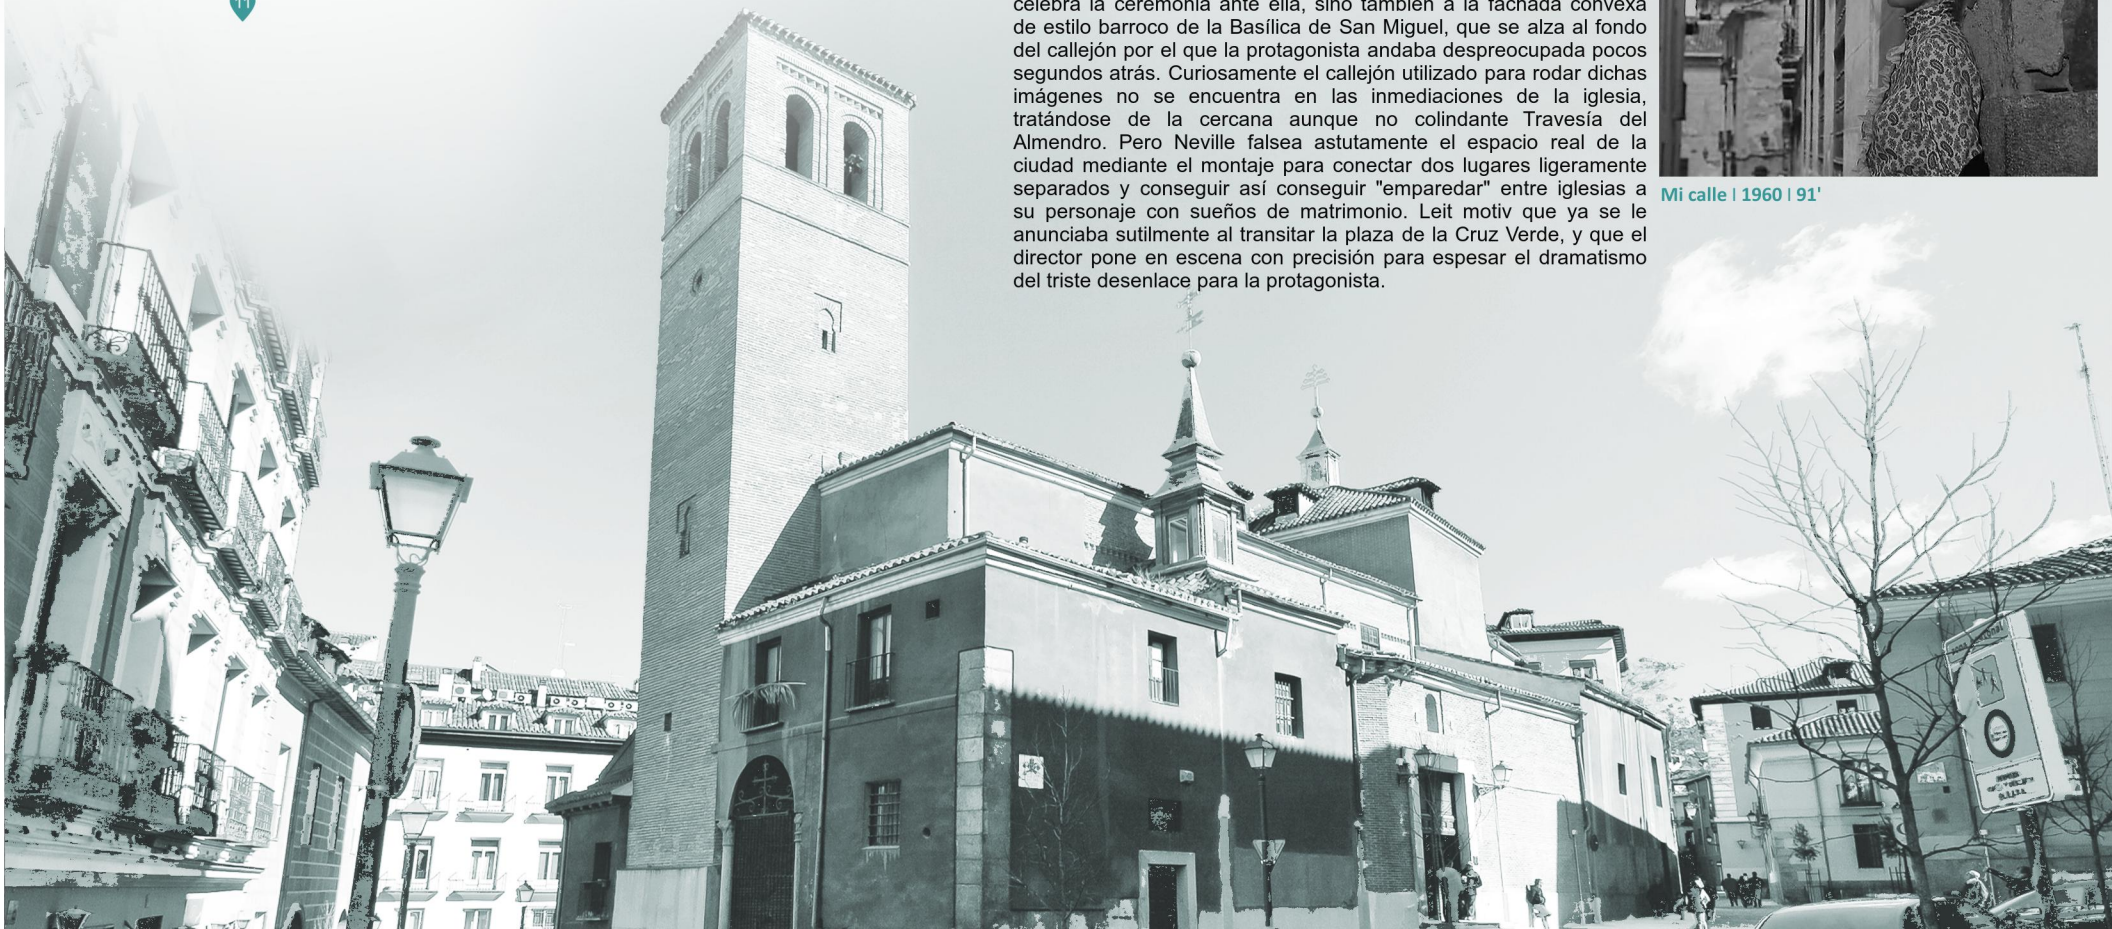 11
celebra la ceremonia ante ella, sino también a la fachada convexa
de estilo barroco de la Basílica de San Miguel, que se alza al fondo
del callejón por el que la protagonista andaba despreocupada pocos
segundos atrás. Curiosamente el callejón utilizado para rodar dichas
imágenes no se encuentra en las inmediaciones de la iglesia,
tratándose de la cercana aunque no colindante Travesía del
Almendro. Pero Neville falsea astutamente el espacio real de la
ciudad mediante el montaje para conectar dos lugares ligeramente
separados y conseguir así conseguir "emparedar" entre iglesias a
su personaje con sueños de matrimonio. Leit motiv que ya se le
anunciaba sutilmente al transitar la plaza de la Cruz Verde, y que el
director pone en escena con precisión para espesar el dramatismo
del triste desenlace para la protagonista.
Mi calle | 1960 | 91'